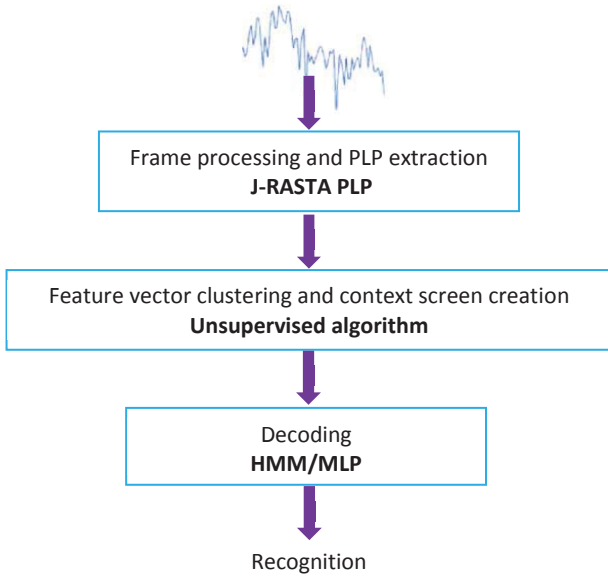 Frame processing and PLP extraction
J-RASTA PLP
Feature vector clustering and context screen creation
Unsupervised algorithm
Decoding
HMM/MLP
Recognition